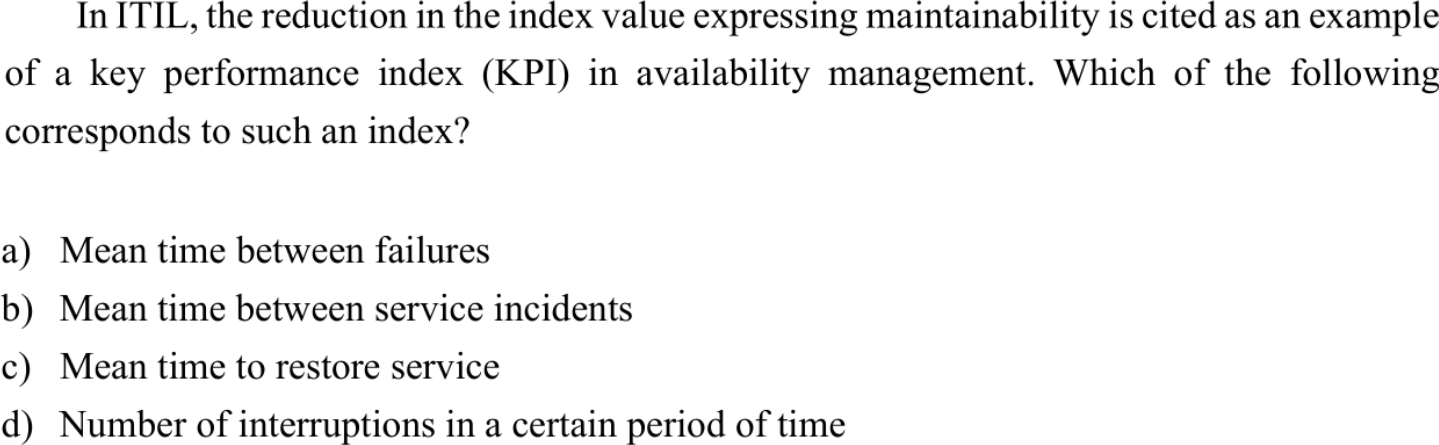 In ITIL, the reduction in the index value expressing maintainability is cited as an example
of a key performance index (KPI) in availability management. Which of the following
corresponds to such an index?
a) Mean time between failures
b) Mean time between service incidents
c) Mean time to restore service
d) Number of interruptions in a certain period of time